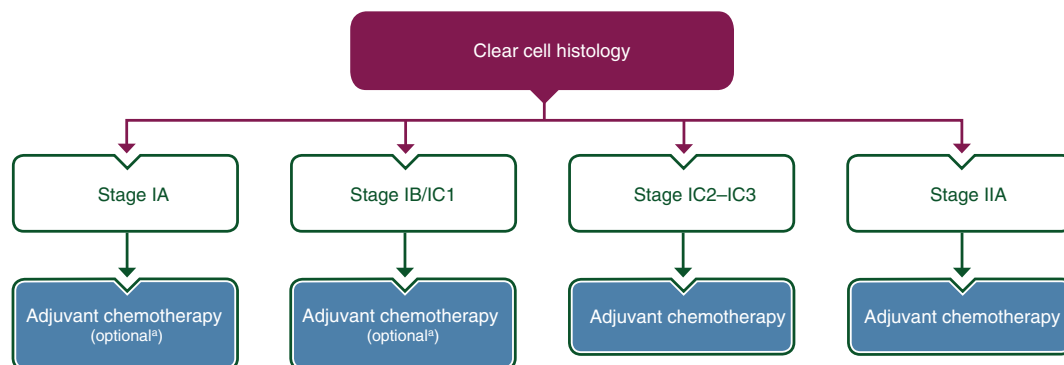 Clear cell histology
Stage IA
Stage IB/IC1
Stage IC2–IC3
Stage IIA
Adjuvant chemotherapy
(optionalᵃ)
Adjuvant chemotherapy
(optionalᵃ)
Adjuvant chemotherapy
Adjuvant chemotherapy